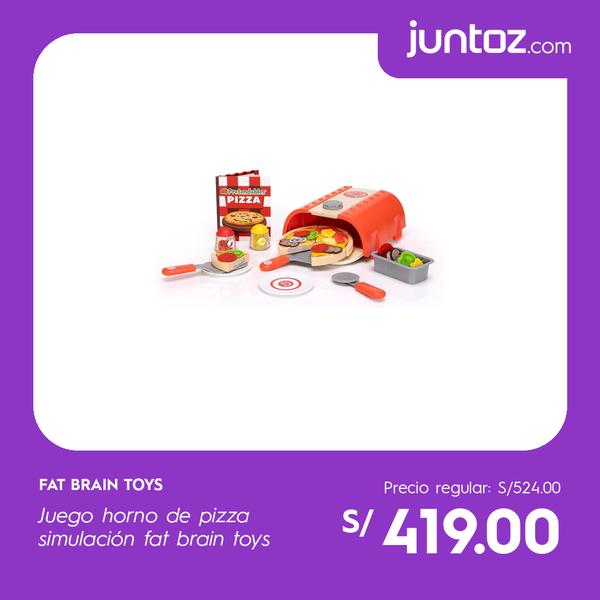 juntoz.com
Pretendables
PIZZA
FAT BRAIN TOYS
Juego horno de pizza
simulación fat brain toys
Precio regular: S/524.00
S/ 419.00